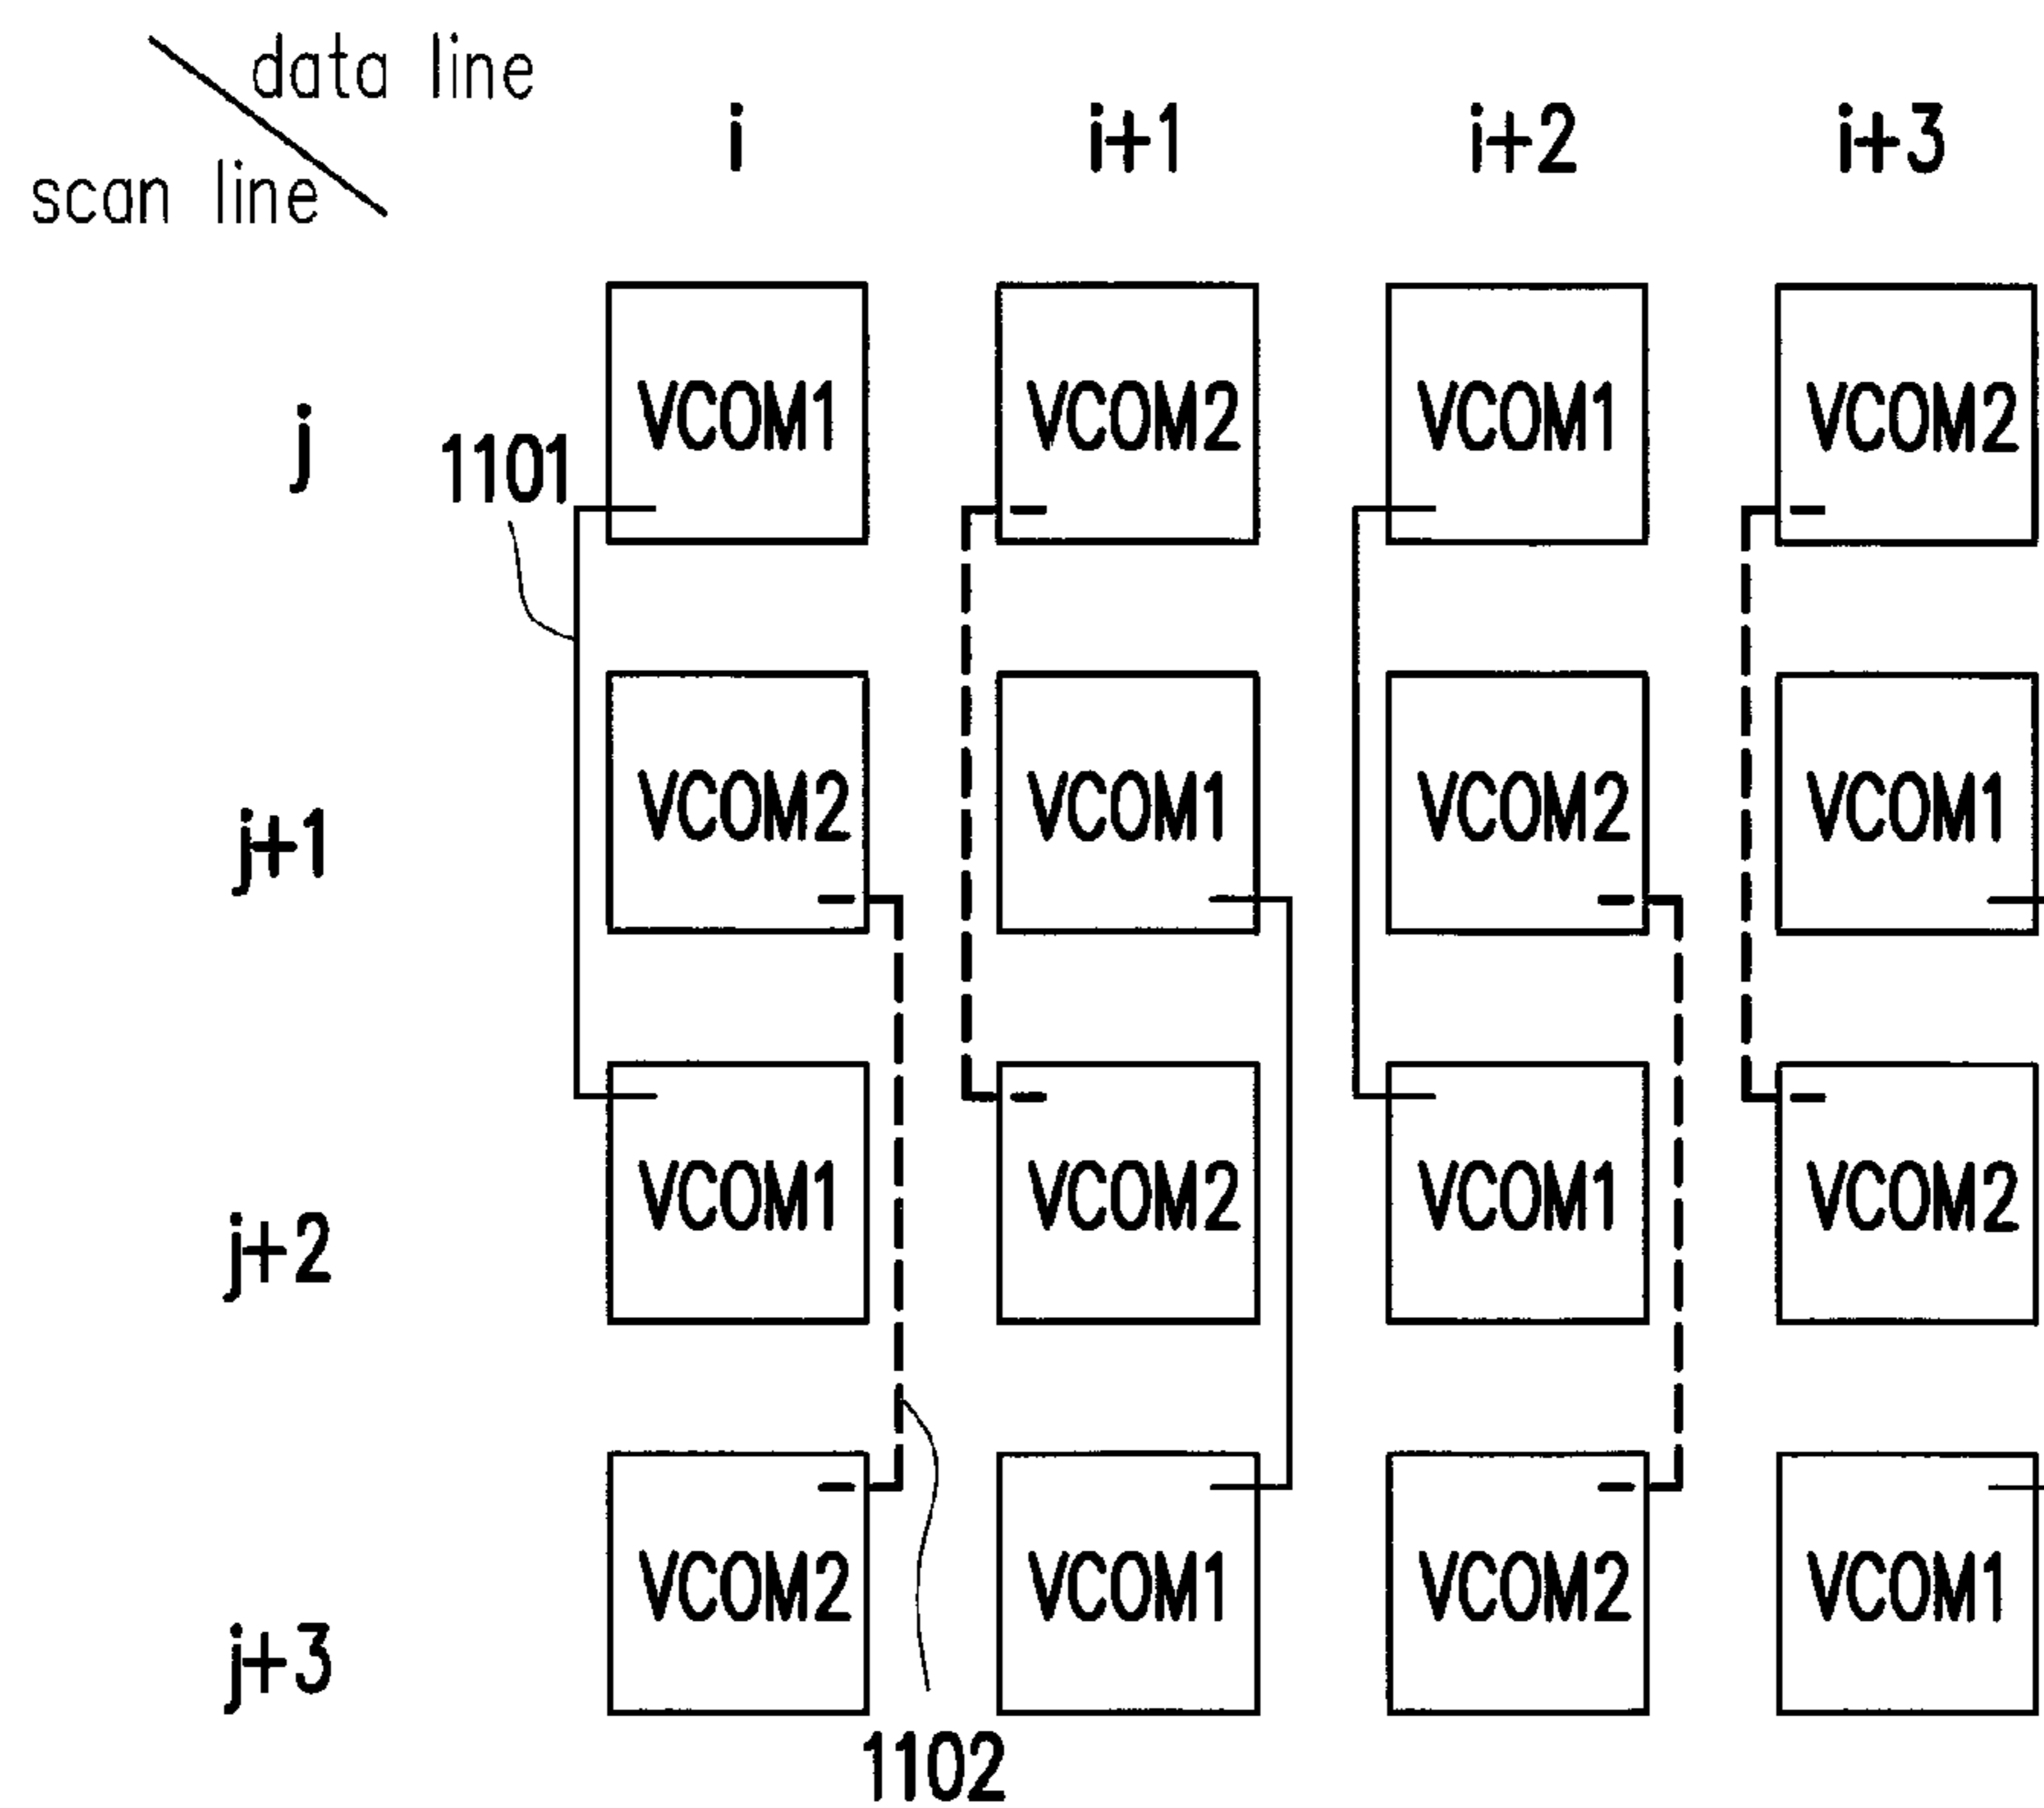 data line
scan line
i i+1 i+2 i+3
j 1101 VCOM1 VCOM2 VCOM1 VCOM2
j+1 VCOM2 VCOM1 VCOM2 VCOM1
j+2 VCOM1 VCOM2 VCOM1 VCOM2
j+3 VCOM2 VCOM1 VCOM2 VCOM1
1102